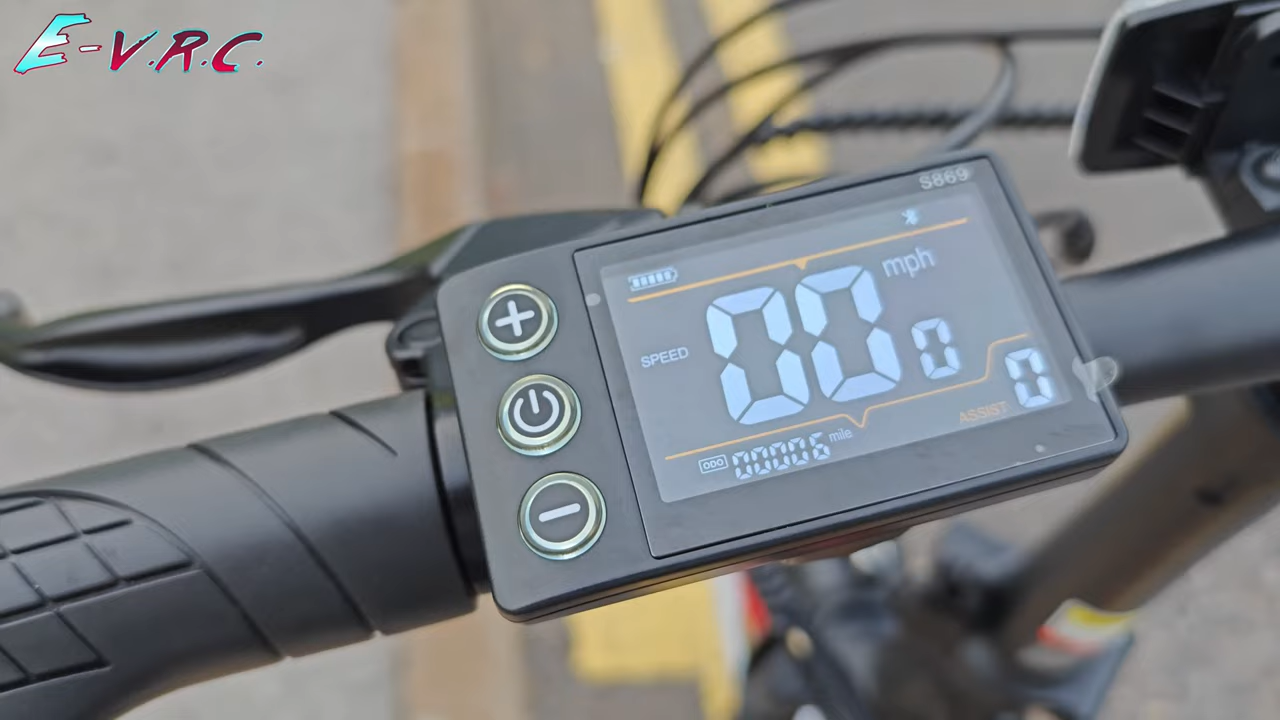 E-V.R.C.
S869
mph
SPEED
00
0
0
ASSIST
ODO 00006 mile